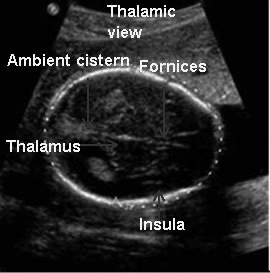 Thalamic
view
Ambient cistern
Fornices
Thalamus
Insula